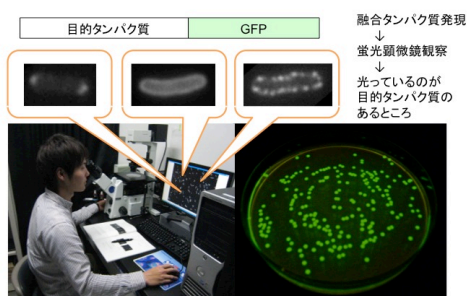 目的タンパク質
GFP
融合タンパク質発現
↓
蛍光顕微鏡観察
↓
光っているのが
目的タンパク質の
あるところ